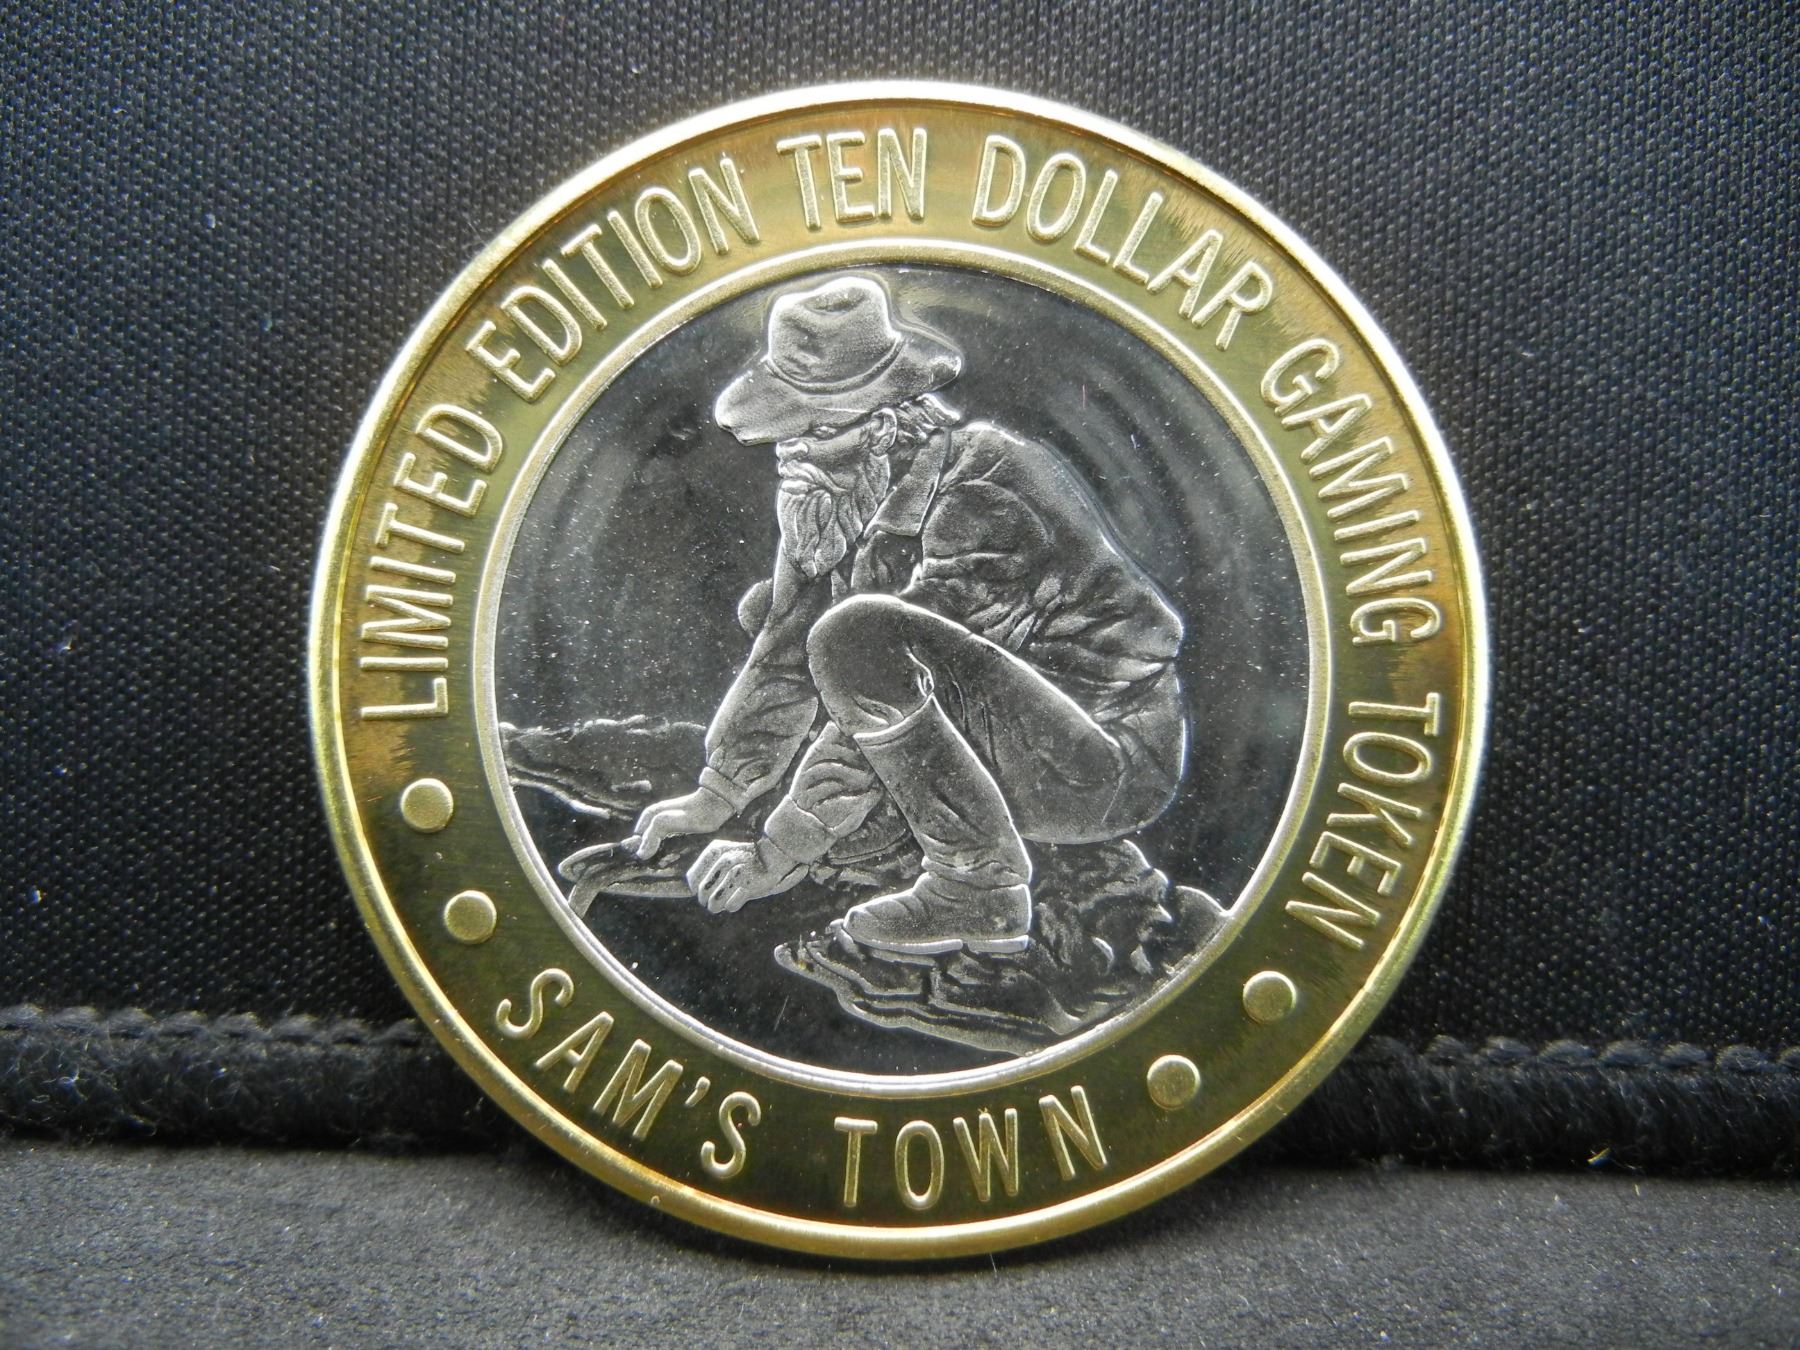 LIMITED EDITION TEN DOLLAR GAMING TOKEN
SAM'S TOWN